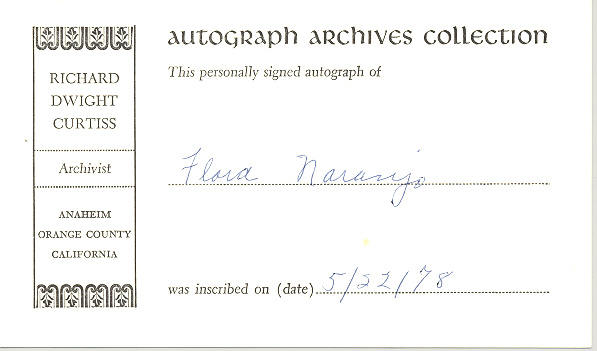 AUTOGRAPH ARCHIVES COLLECTION
This personally signed autograph of
Flora Naranjo
was inscribed on (date) 5/22/78
RICHARD
DWIGHT
CURTISS
Archivist
ANAHEIM
ORANGE COUNTY
CALIFORNIA